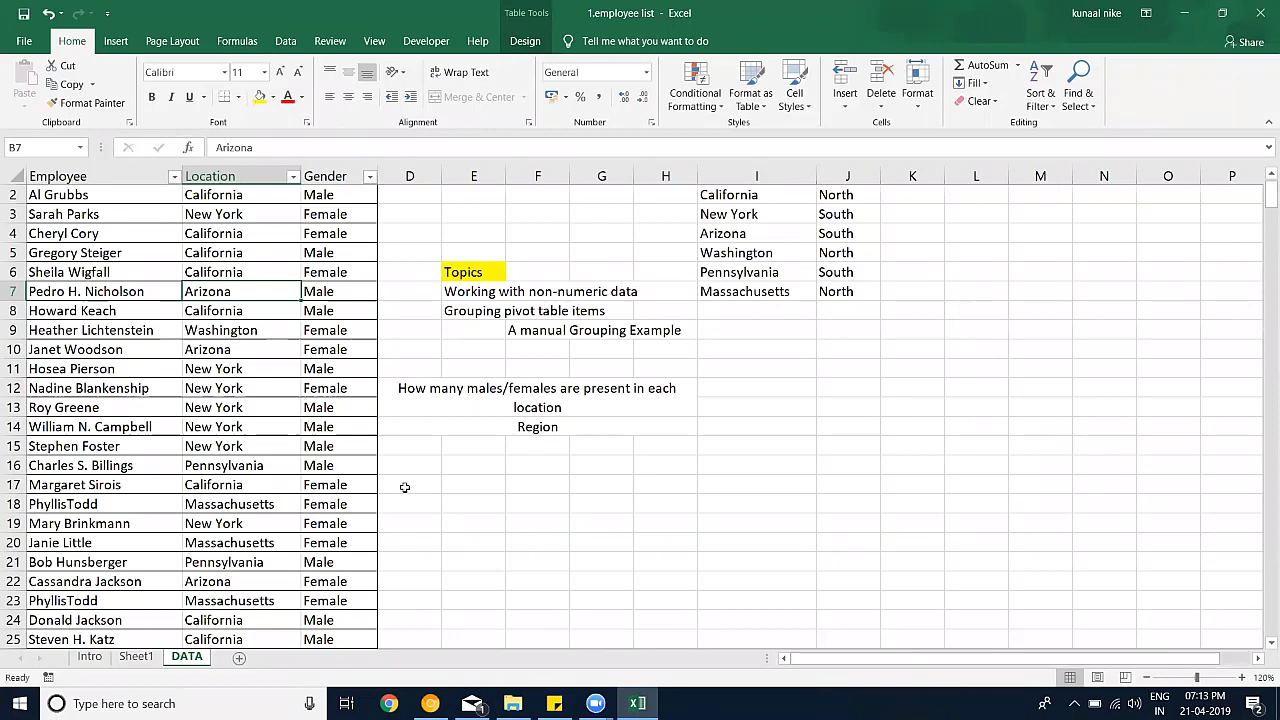 Table Tools
1.employee list - Excel
kunaal nike
File Home Insert Page Layout Formulas Data Review View Developer Help Design Tell me what you want to do Share
Paste
Cut
Copy
Format Painter
Clipboard
Calibri 11
B I U
Font
Wrap Text
Merge & Center
Alignment
General
Number
Conditional Formatting
Format as Table
Cell Styles
Styles
Insert Delete Format
Cells
AutoSum
Fill
Clear
Sort & Filter
Find & Select
Editing
B7 fx Arizona
Employee Location Gender D E F G H I J K L M N O P
2 Al Grubbs California Male California North
3 Sarah Parks New York Female New York South
4 Cheryl Cory California Female Arizona South
5 Gregory Steiger California Male Washington North
6 Sheila Wigfall California Female Topics Pennsylvania South
7 Pedro H. Nicholson Arizona Male Working with non-numeric data Massachusetts North
8 Howard Keach California Male Grouping pivot table items
9 Heather Lichtenstein Washington Female A manual Grouping Example
10 Janet Woodson Arizona Female
11 Hosea Pierson New York Male
12 Nadine Blankenship New York Female How many males/females are present in each
13 Roy Greene New York Male location
14 William N. Campbell New York Male Region
15 Stephen Foster New York Male
16 Charles S. Billings Pennsylvania Male
17 Margaret Sirois California Female
18 PhyllisTodd Massachusetts Female
19 Mary Brinkmann New York Female
20 Janie Little Massachusetts Female
21 Bob Hunsberger Pennsylvania Male
22 Cassandra Jackson Arizona Female
23 PhyllisTodd Massachusetts Female
24 Donald Jackson California Male
25 Steven H. Katz California Male
Intro Sheet1 DATA
Ready 120%
Type here to search
ENG 07:13 PM
IN 21-04-2019